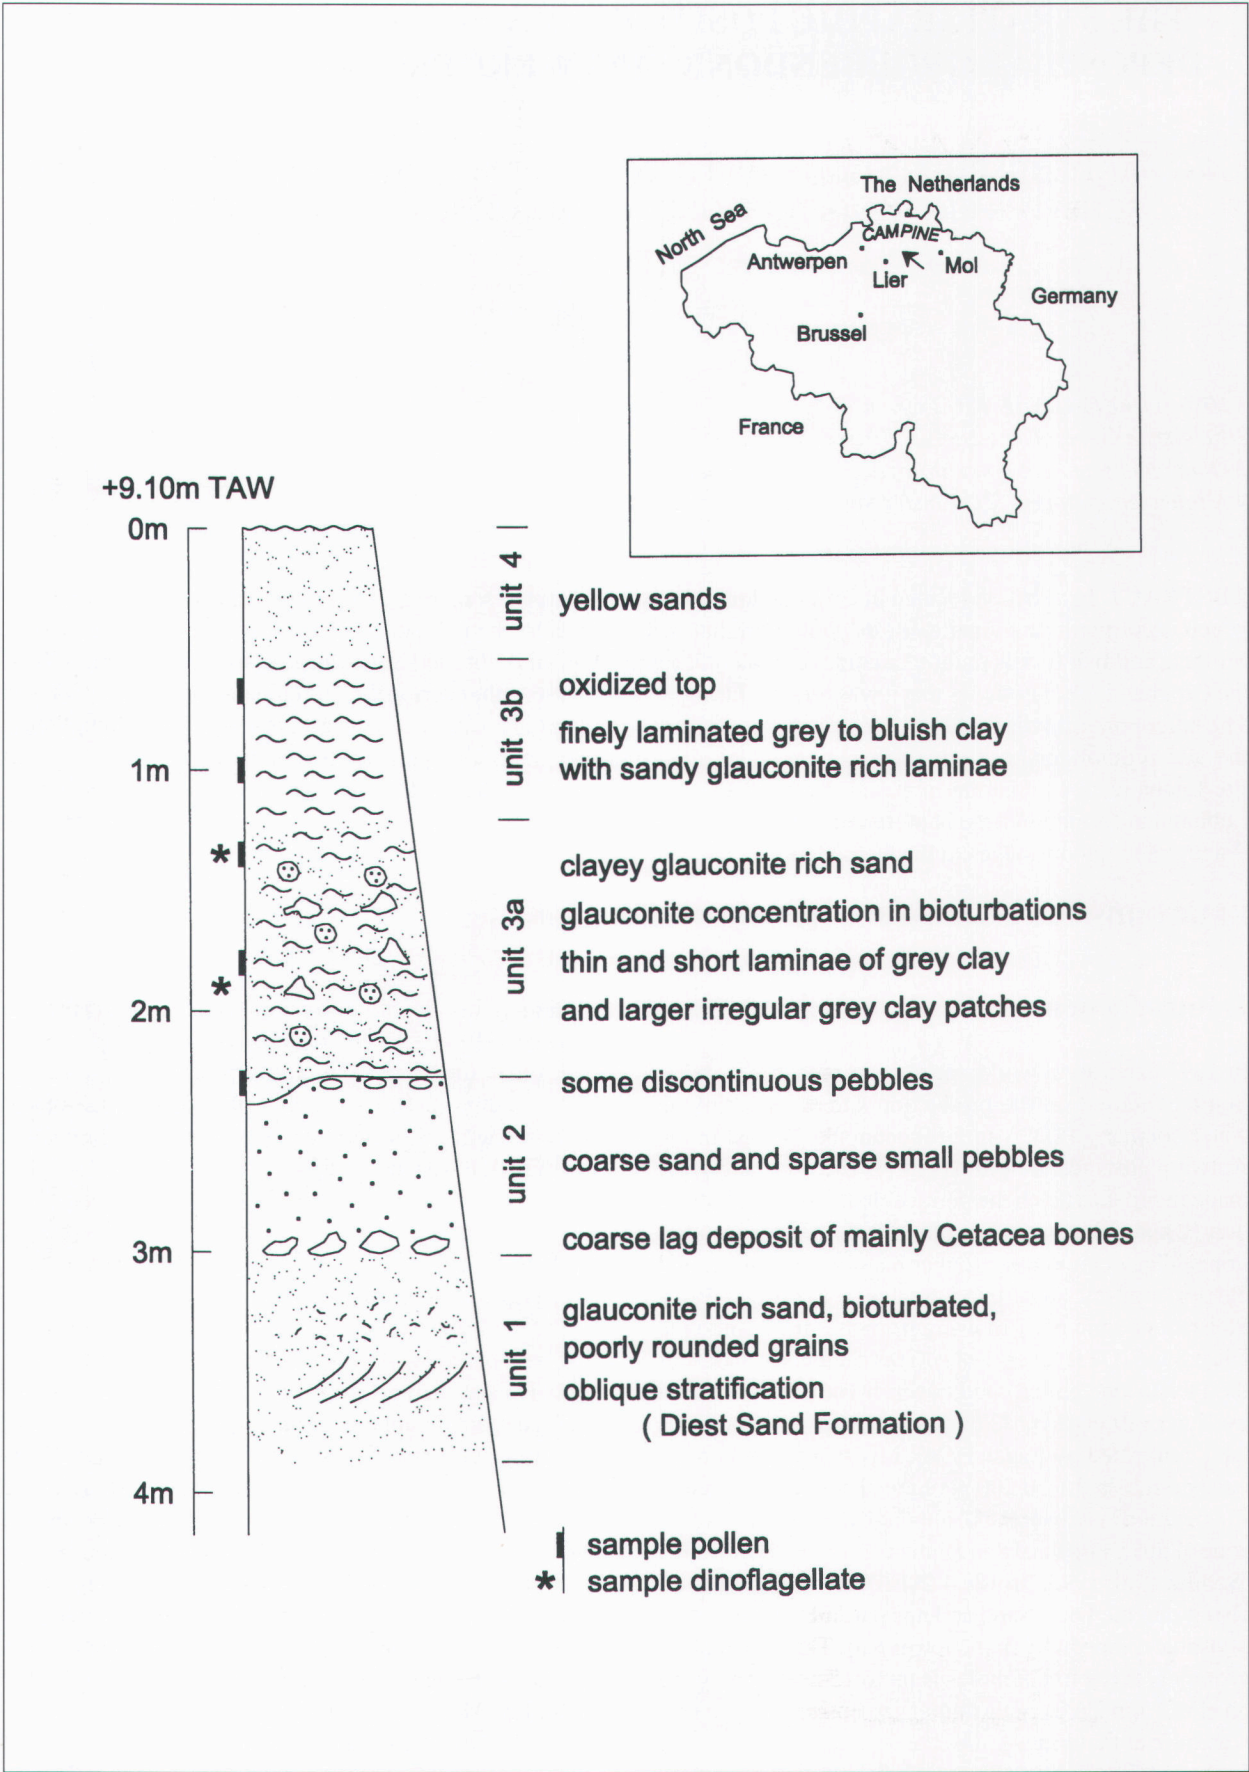 The Netherlands
North Sea
CAMPINE
Antwerpen
Lier
Mol
Germany
Brussel
France
+9.10m TAW
0m
1m
2m
3m
4m
unit 4
yellow sands
unit 3b
oxidized top
finely laminated grey to bluish clay
with sandy glauconite rich laminae
unit 3a
clayey glauconite rich sand
glauconite concentration in bioturbations
thin and short laminae of grey clay
and larger irregular grey clay patches
some discontinuous pebbles
unit 2
coarse sand and sparse small pebbles
coarse lag deposit of mainly Cetacea bones
unit 1
glauconite rich sand, bioturbated,
poorly rounded grains
oblique stratification
( Diest Sand Formation )
sample pollen
* sample dinoflagellate